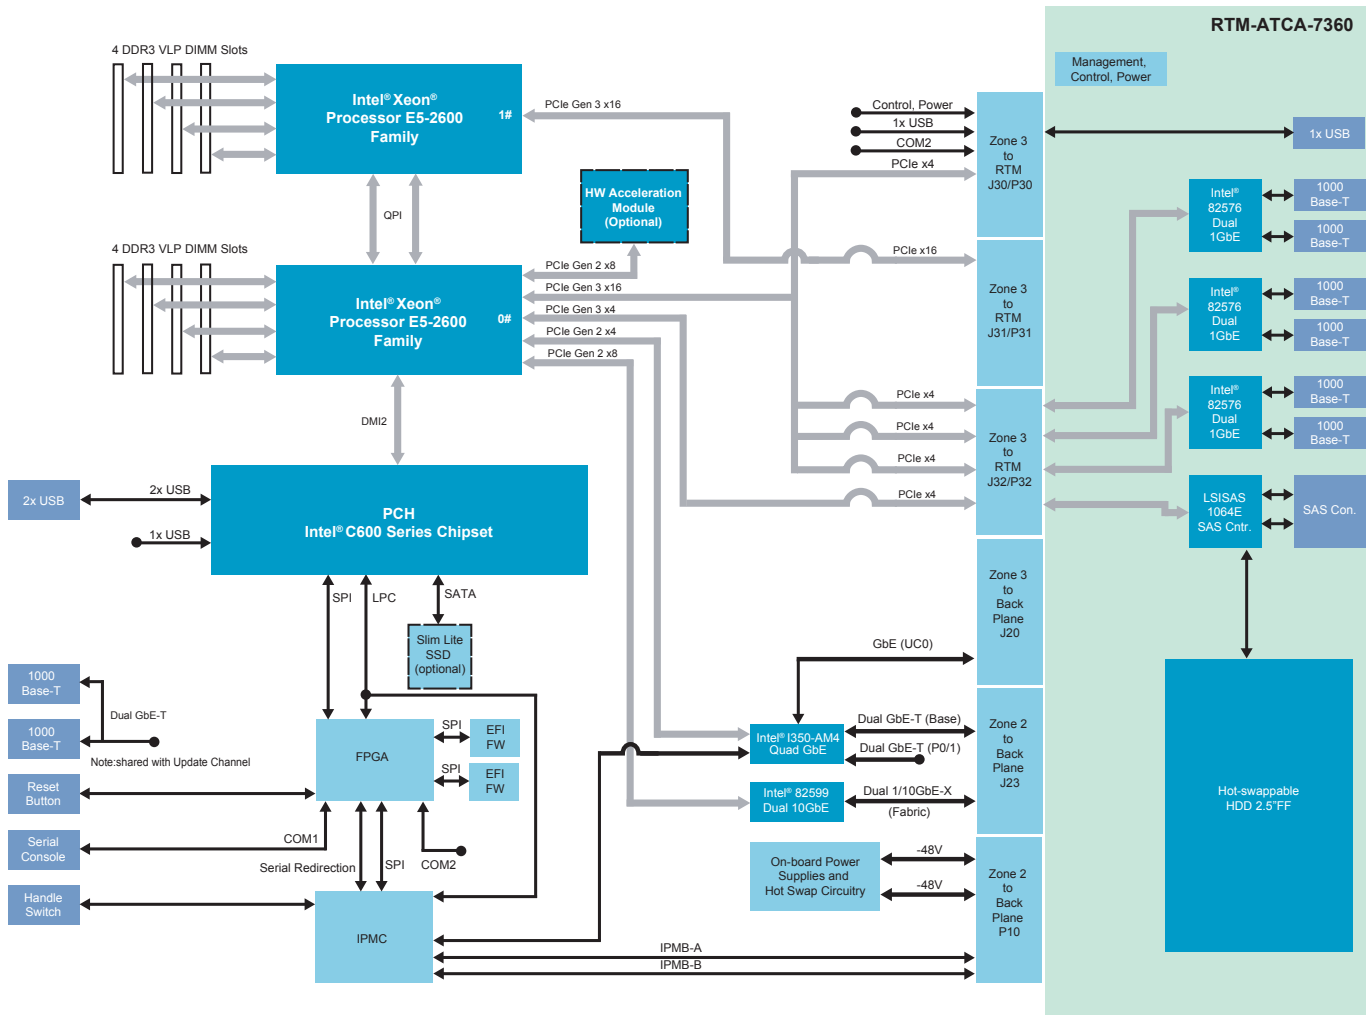 RTM-ATCA-7360
4 DDR3 VLP DIMM Slots
Intel® Xeon®
Processor E5-2600
Family
1#
PCIe Gen 3 x16
Management,
Control, Power
Control, Power
1x USB
COM2
PCIe x4
Zone 3
to
RTM
J30/P30
1x USB
QPI
HW Acceleration
Module
(Optional)
Intel®
82576
Dual
1GbE
1000
Base-T
1000
Base-T
4 DDR3 VLP DIMM Slots
Intel® Xeon®
Processor E5-2600
Family
0#
PCIe Gen 2 x8
PCIe Gen 3 x16
PCIe Gen 3 x4
PCIe Gen 2 x4
PCIe Gen 2 x8
PCIe x16
Zone 3
to
RTM
J31/P31
Intel®
82576
Dual
1GbE
1000
Base-T
1000
Base-T
DMI2
PCIe x4
PCIe x4
PCIe x4
PCIe x4
Zone 3
to
RTM
J32/P32
Intel®
82576
Dual
1GbE
1000
Base-T
1000
Base-T
2x USB
2x USB
1x USB
PCH
Intel® C600 Series Chipset
LSISAS
1064E
SAS Cntr.
SAS Con.
SPI
LPC
SATA
Slim Lite
SSD
(optional)
Zone 3
to
Back
Plane
J20
GbE (UC0)
1000
Base-T
Dual GbE-T
1000
Base-T
Note:shared with Update Channel
FPGA
SPI
EFI
FW
SPI
EFI
FW
Intel® I350-AM4
Quad GbE
Dual GbE-T (Base)
Dual GbE-T (P0/1)
Zone 2
to
Back
Plane
J23
Reset
Button
Intel® 82599
Dual 10GbE
Dual 1/10GbE-X
(Fabric)
Hot-swappable
HDD 2.5"FF
Serial
Console
COM1
Serial Redirection
SPI
COM2
On-board Power
Supplies and
Hot Swap Circuitry
-48V
-48V
Zone 2
to
Back
Plane
P10
Handle
Switch
IPMC
IPMB-A
IPMB-B